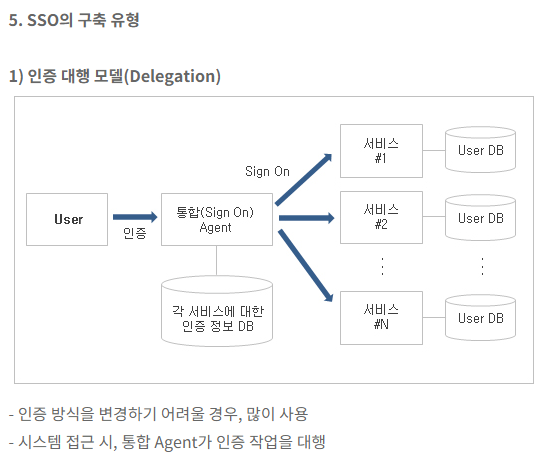 5. SSO의 구축 유형
1) 인증 대행 모델(Delegation)
User
인증
통합(Sign On)
Agent
각 서비스에 대한
인증 정보 DB
Sign On
서비스
#1
User DB
서비스
#2
User DB
서비스
#N
User DB
- 인증 방식을 변경하기 어려울 경우, 많이 사용
- 시스템 접근 시, 통합 Agent가 인증 작업을 대행